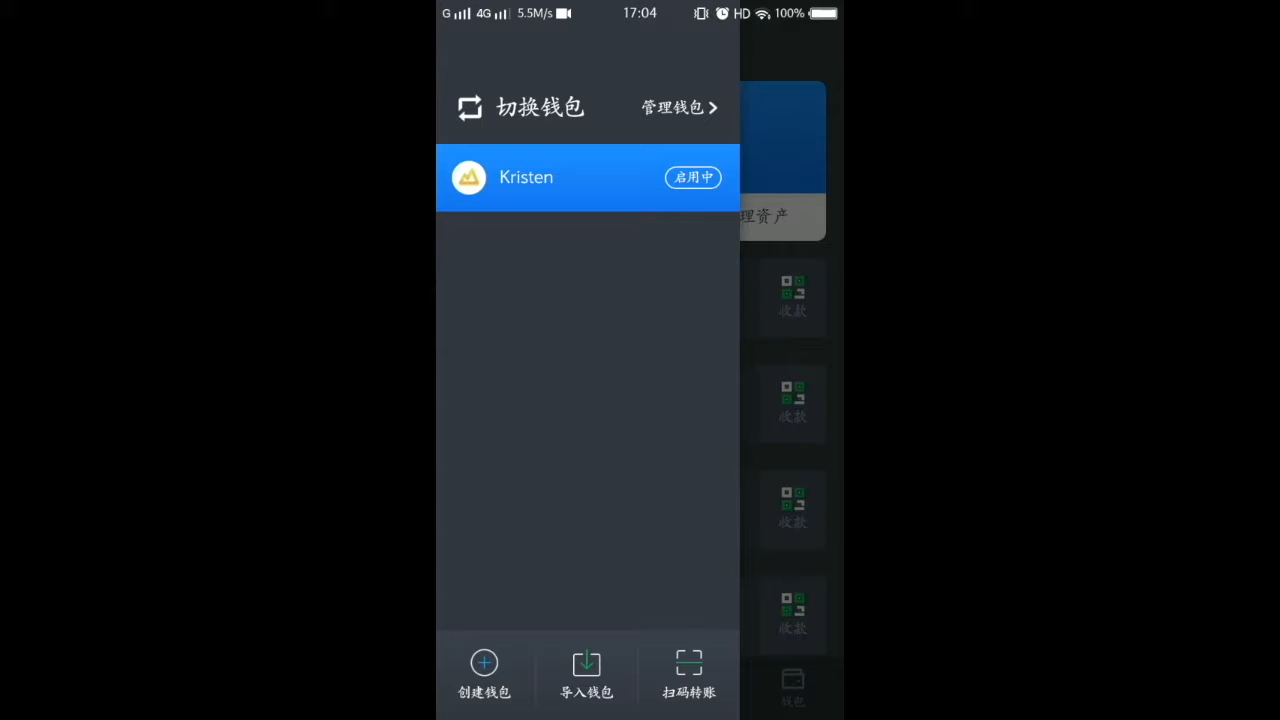 G 4G 5.5M/s 17:04 HD 100%
切换钱包 管理钱包
Kristen 启用中
理资产
收款
收款
收款
收款
创建钱包 导入钱包 扫码转账
钱包